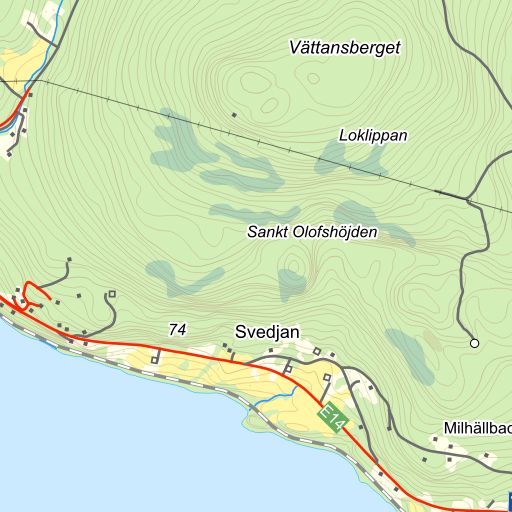 Vättansberget
Loklippan
Sankt Olofshöjden
74
Svedjan
E14
Milhällbac